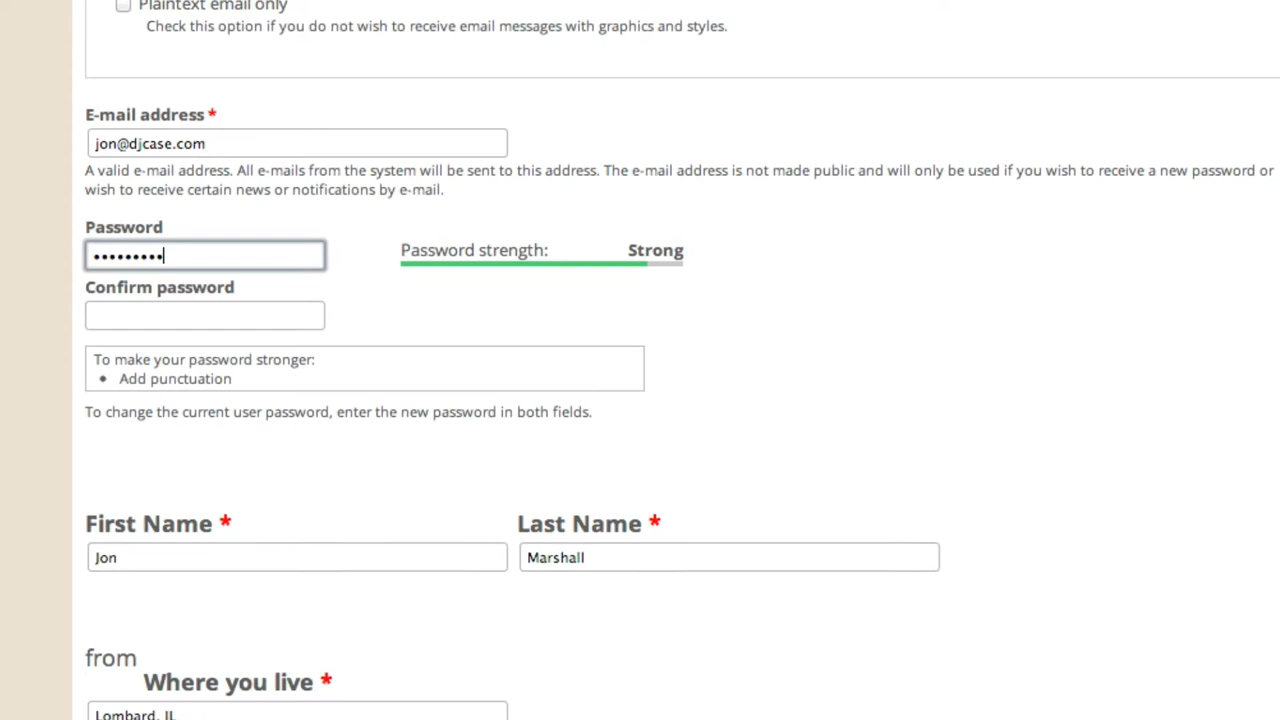 Plaintext email only
Check this option if you do not wish to receive email messages with graphics and styles.
E-mail address *
jon@djcase.com
A valid e-mail address. All e-mails from the system will be sent to this address. The e-mail address is not made public and will only be used if you wish to receive a new password or
wish to receive certain news or notifications by e-mail.
Password
•••••••••
Password strength: Strong
Confirm password
To make your password stronger:
• Add punctuation
To change the current user password, enter the new password in both fields.
First Name * Last Name *
Jon Marshall
from
Where you live *
Lombard, IL